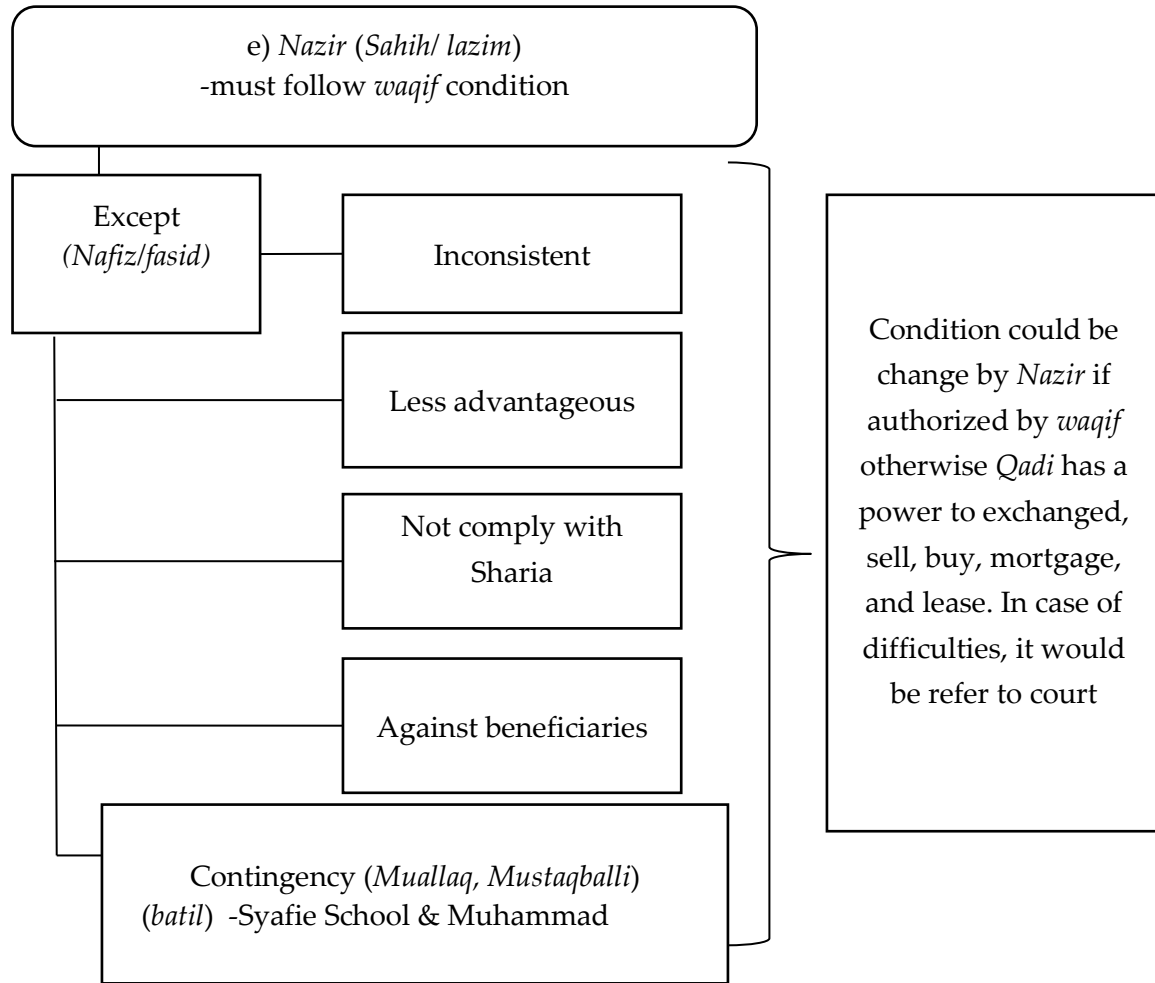 e) Nazir (Sahih/ lazim)
-must follow waqif condition
Except
(Nafiz/fasid)
Inconsistent
Less advantageous
Not comply with
Sharia
Against beneficiaries
Contingency (Muallaq, Mustaqballi)
(batil) -Syafie School & Muhammad
Condition could be
change by Nazir if
authorized by waqif
otherwise Qadi has a
power to exchanged,
sell, buy, mortgage,
and lease. In case of
difficulties, it would
be refer to court